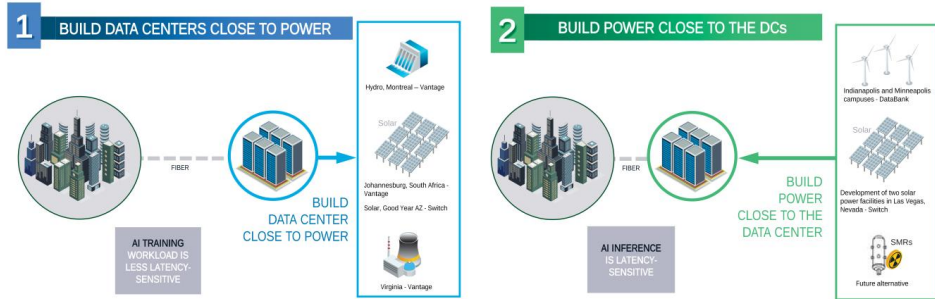 1
BUILD DATA CENTERS CLOSE TO POWER
Hydro, Montreal – Vantage
Solar
Johannesburg, South Africa -
Vantage
Solar, Good Year AZ - Switch
Virginia - Vantage
FIBER
BUILD
DATA CENTER
CLOSE TO POWER
AI TRAINING
WORKLOAD IS
LESS LATENCY-
SENSITIVE
2
BUILD POWER CLOSE TO THE DCs
Indianapolis and Minneapolis
campuses - DataBank
Solar
Development of two solar
power facilities in Las Vegas,
Nevada - Switch
SMRs
Future alternative
FIBER
BUILD
POWER
CLOSE TO THE
DATA CENTER
AI INFERENCE
IS LATENCY-
SENSITIVE